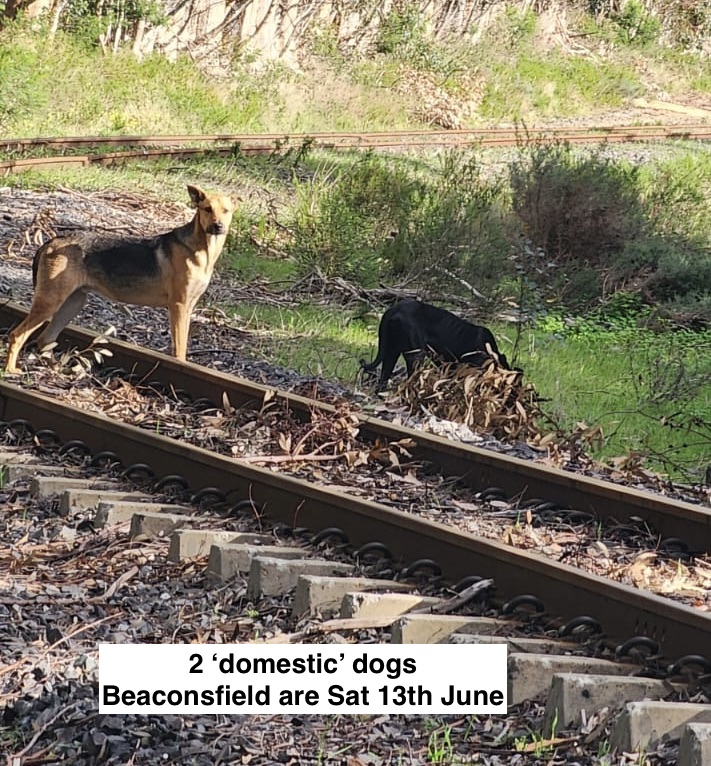 2 ‘domestic’ dogs
Beaconsfield are Sat 13th June